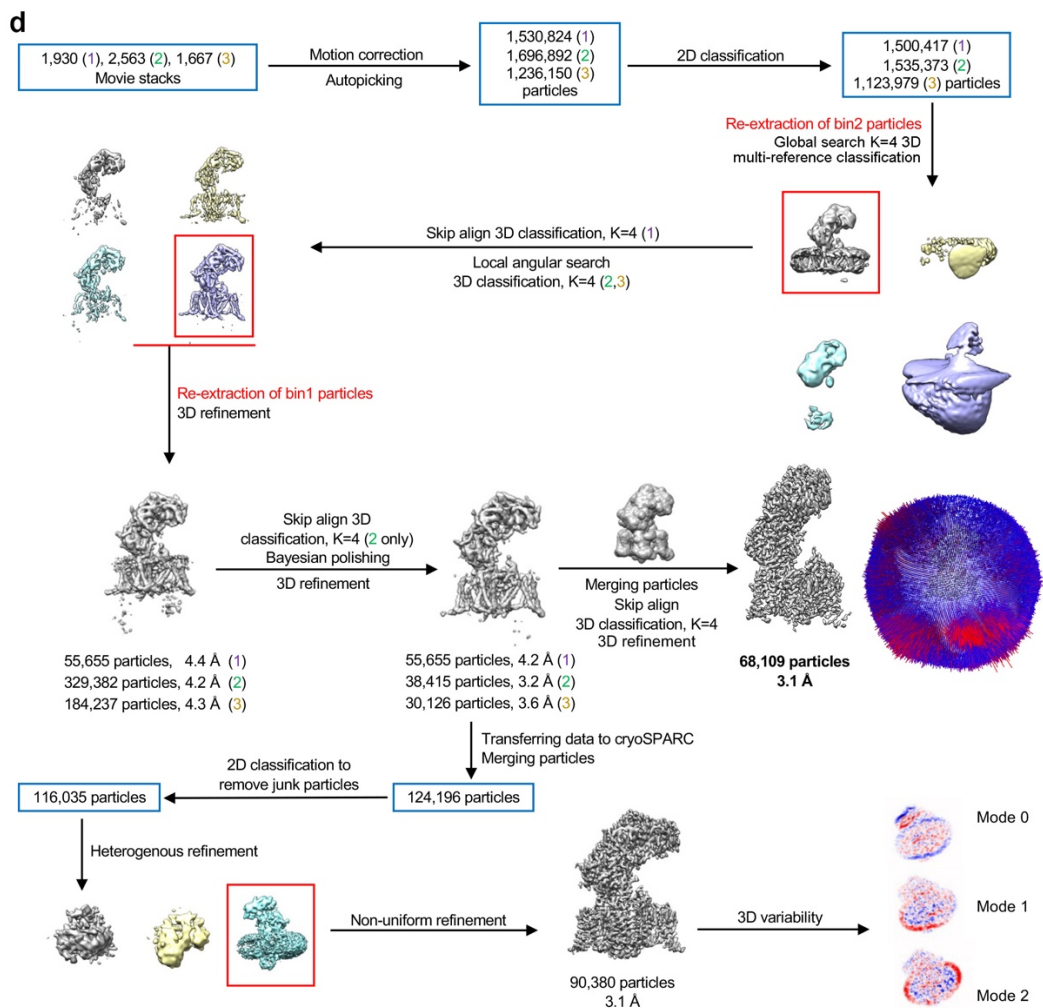 d
1,930 (1), 2,563 (2), 1,667 (3)
Movie stacks
Motion correction
Autopicking
1,530,824 (1)
1,696,892 (2)
1,236,150 (3)
particles
2D classification
1,500,417 (1)
1,535,373 (2)
1,123,979 (3) particles
Re-extraction of bin2 particles
Global search K=4 3D
multi-reference classification
Skip align 3D classification, K=4 (1)
Local angular search
3D classification, K=4 (2,3)
Re-extraction of bin1 particles
3D refinement
Skip align 3D
classification, K=4 (2 only)
Bayesian polishing
3D refinement
Merging particles
Skip align
3D classification, K=4
3D refinement
55,655 particles, 4.4 Å (1)
329,382 particles, 4.2 Å (2)
184,237 particles, 4.3 Å (3)
55,655 particles, 4.2 Å (1)
38,415 particles, 3.2 Å (2)
30,126 particles, 3.6 Å (3)
68,109 particles
3.1 Å
Transferring data to cryoSPARC
Merging particles
2D classification to
remove junk particles
116,035 particles
124,196 particles
Heterogenous refinement
Non-uniform refinement
90,380 particles
3.1 Å
3D variability
Mode 0
Mode 1
Mode 2